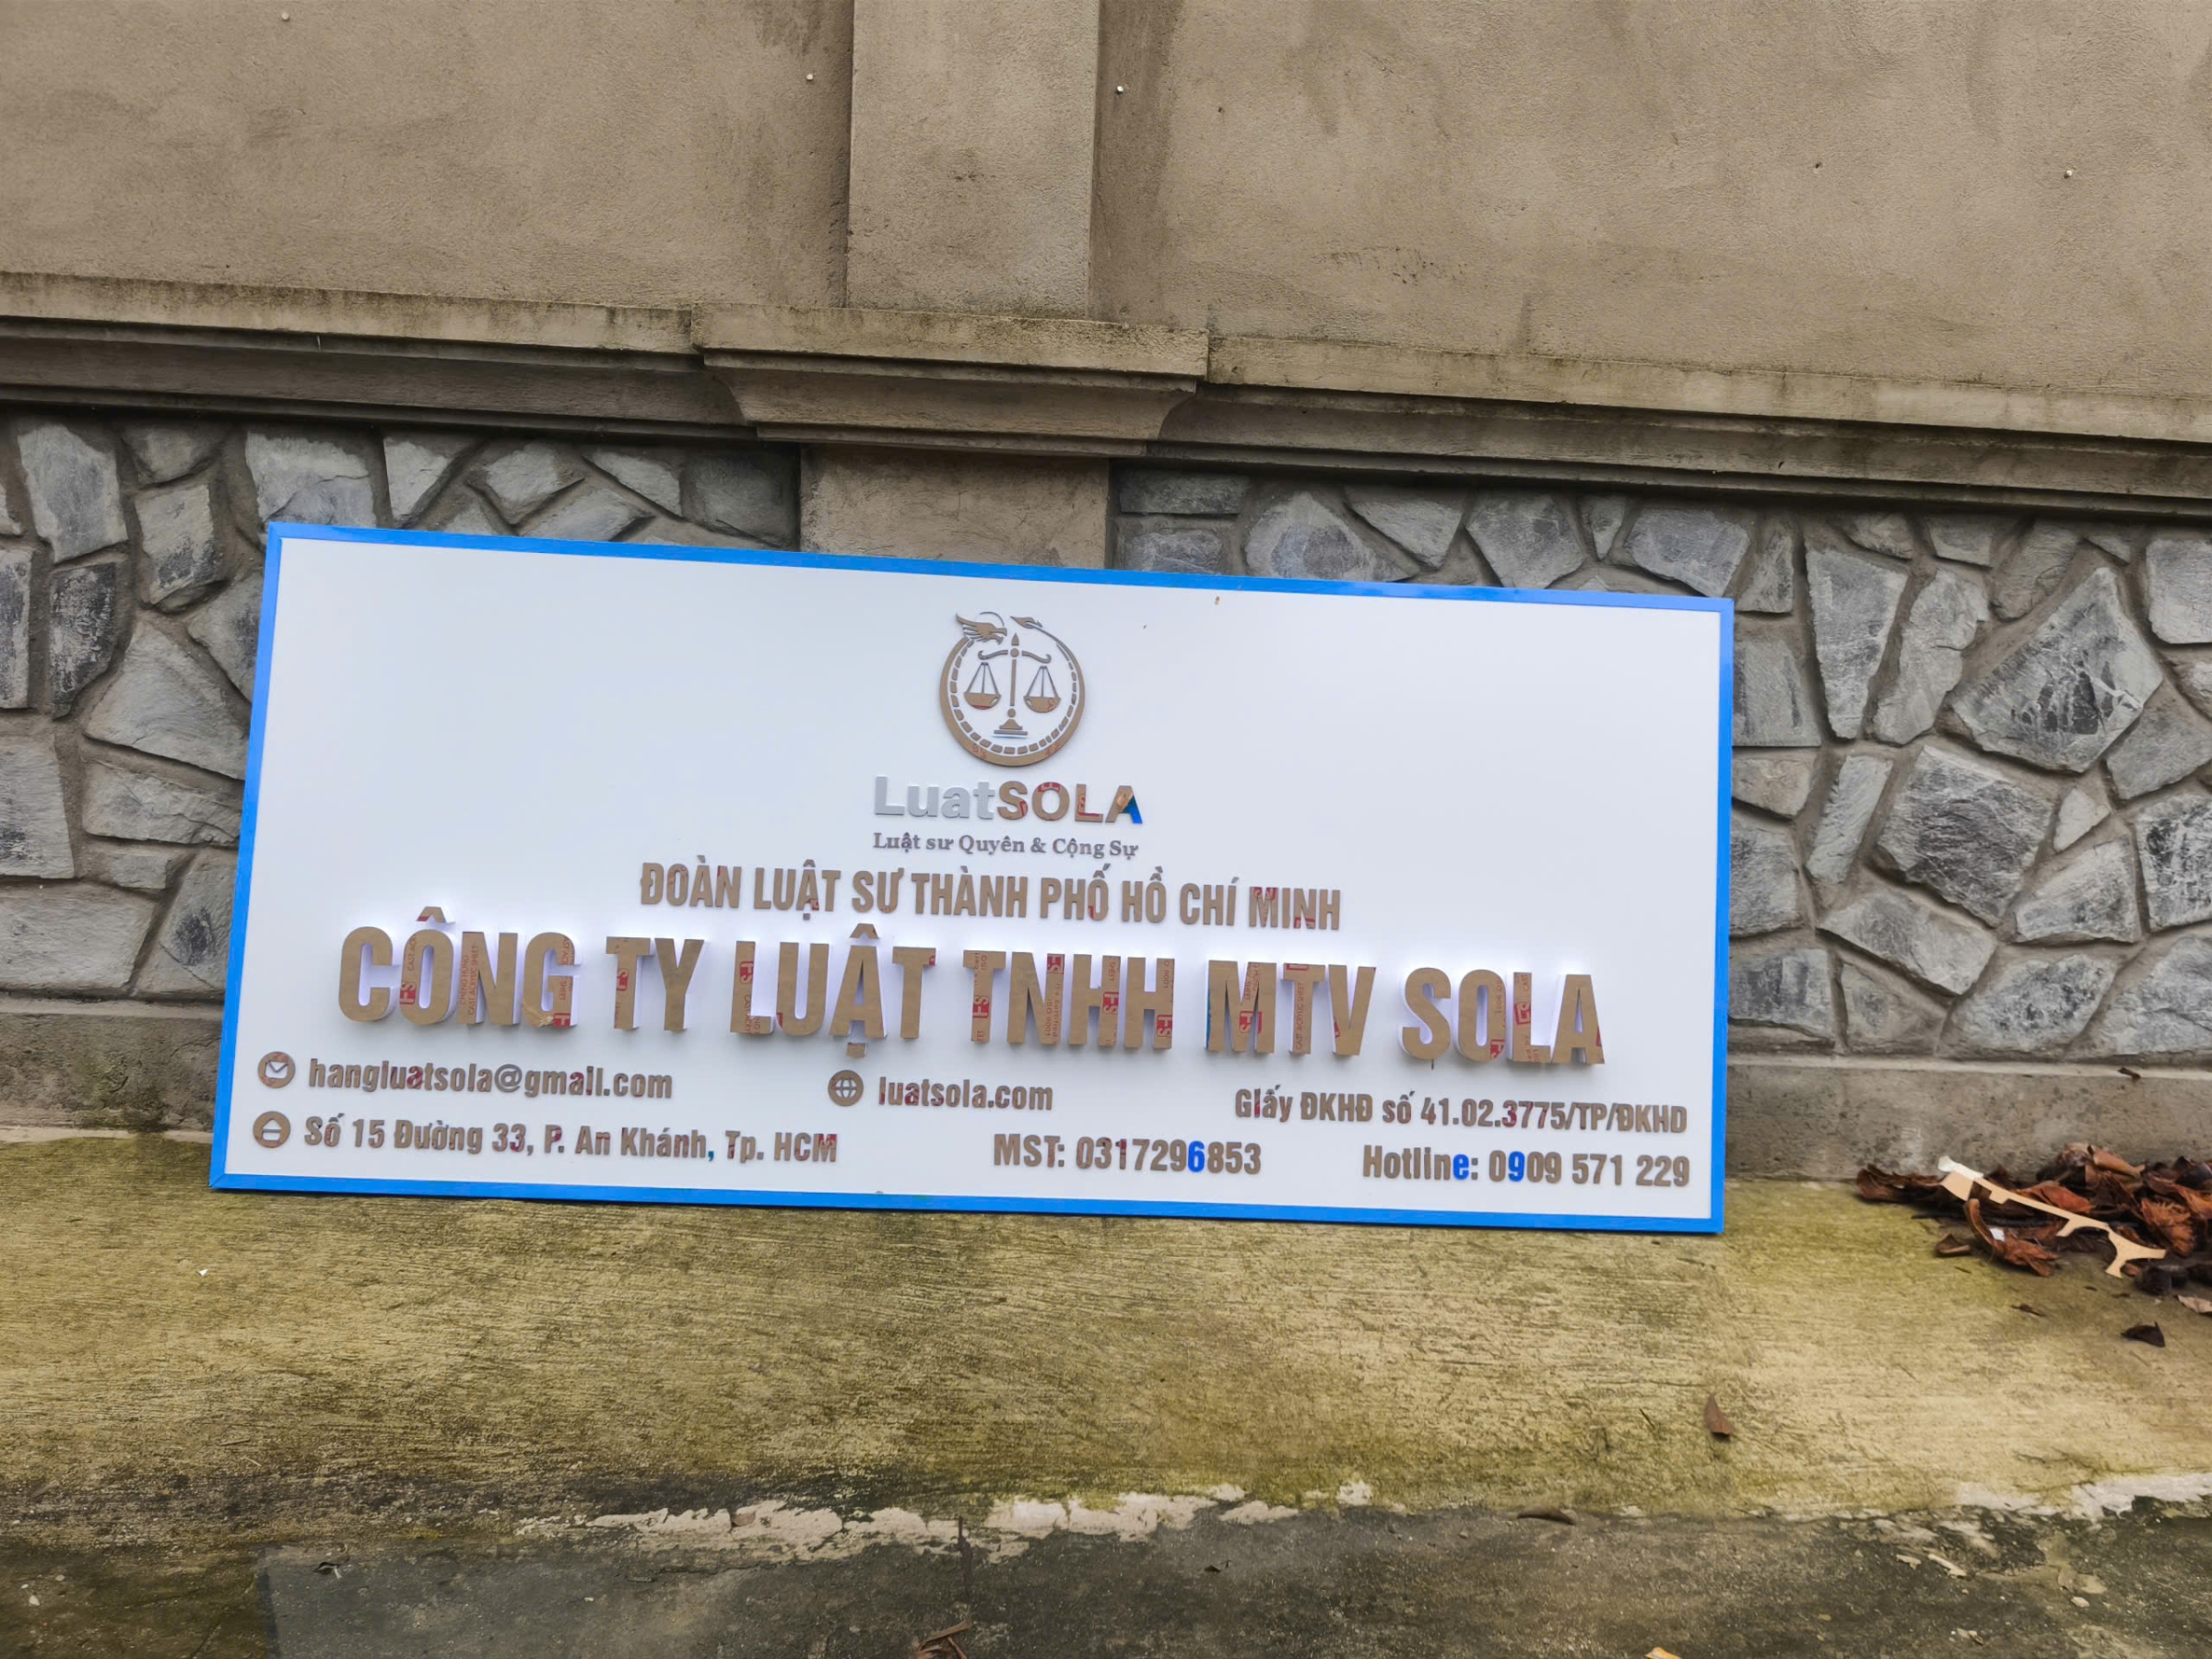 LuatSOLA
Luật sư Quyên & Cộng Sự
ĐOÀN LUẬT SƯ THÀNH PHỐ HỒ CHÍ MINH
CÔNG TY LUẬT TNHH MTV SOLA
hangluatsola@gmail.com
luatsola.com
Giấy ĐKHĐ số 41.02.3775/TP/ĐKHD
Số 15 Đường 33, P. An Khánh, Tp. HCM
MST: 0317296853
Hotline: 0909 571 229